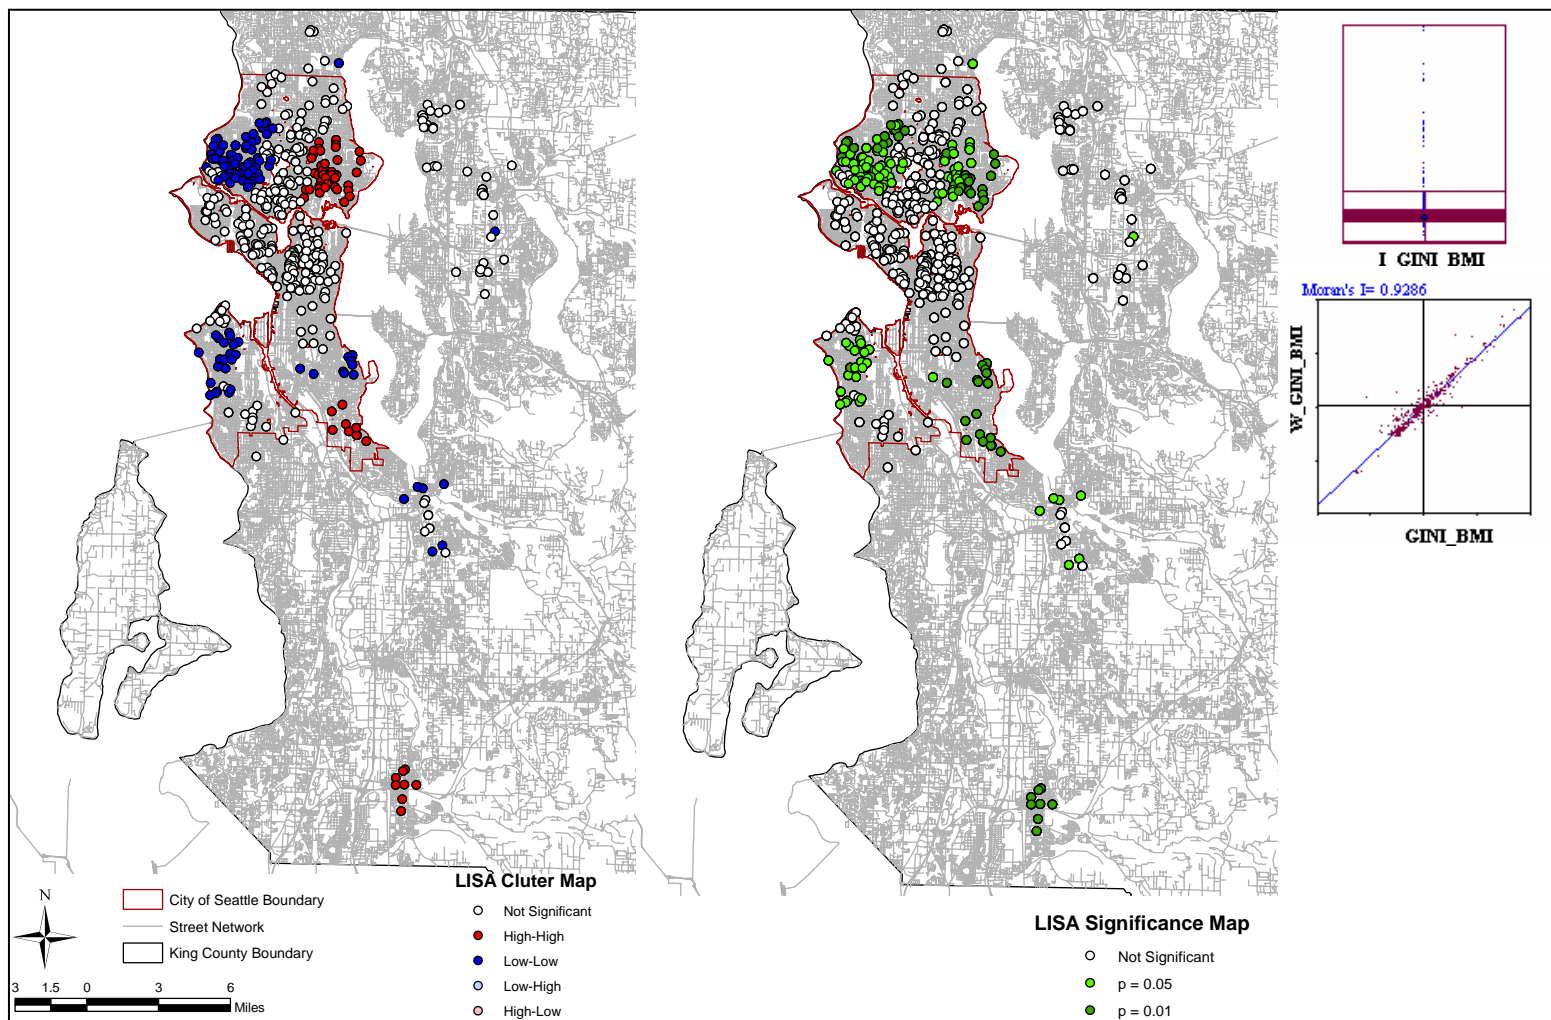 I GINI BMI
Moran's I= 0.9286
W_GINI_BMI
GINI_BMI
N
City of Seattle Boundary
Street Network
King County Boundary
3 1.5 0 3 6
Miles
LISA Cluter Map
Not Significant
High-High
Low-Low
Low-High
High-Low
LISA Significance Map
Not Significant
p = 0.05
p = 0.01